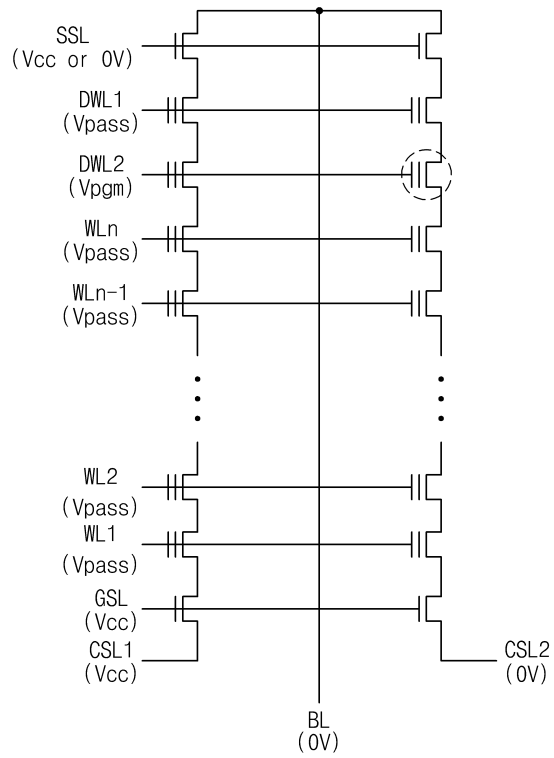 SSL
(Vcc or 0V)
DWL1
(Vpass)
DWL2
(Vpgm)
WLn
(Vpass)
WLn-1
(Vpass)
WL2
(Vpass)
WL1
(Vpass)
GSL
(Vcc)
CSL1
(Vcc)
CSL2
(0V)
BL
(0V)